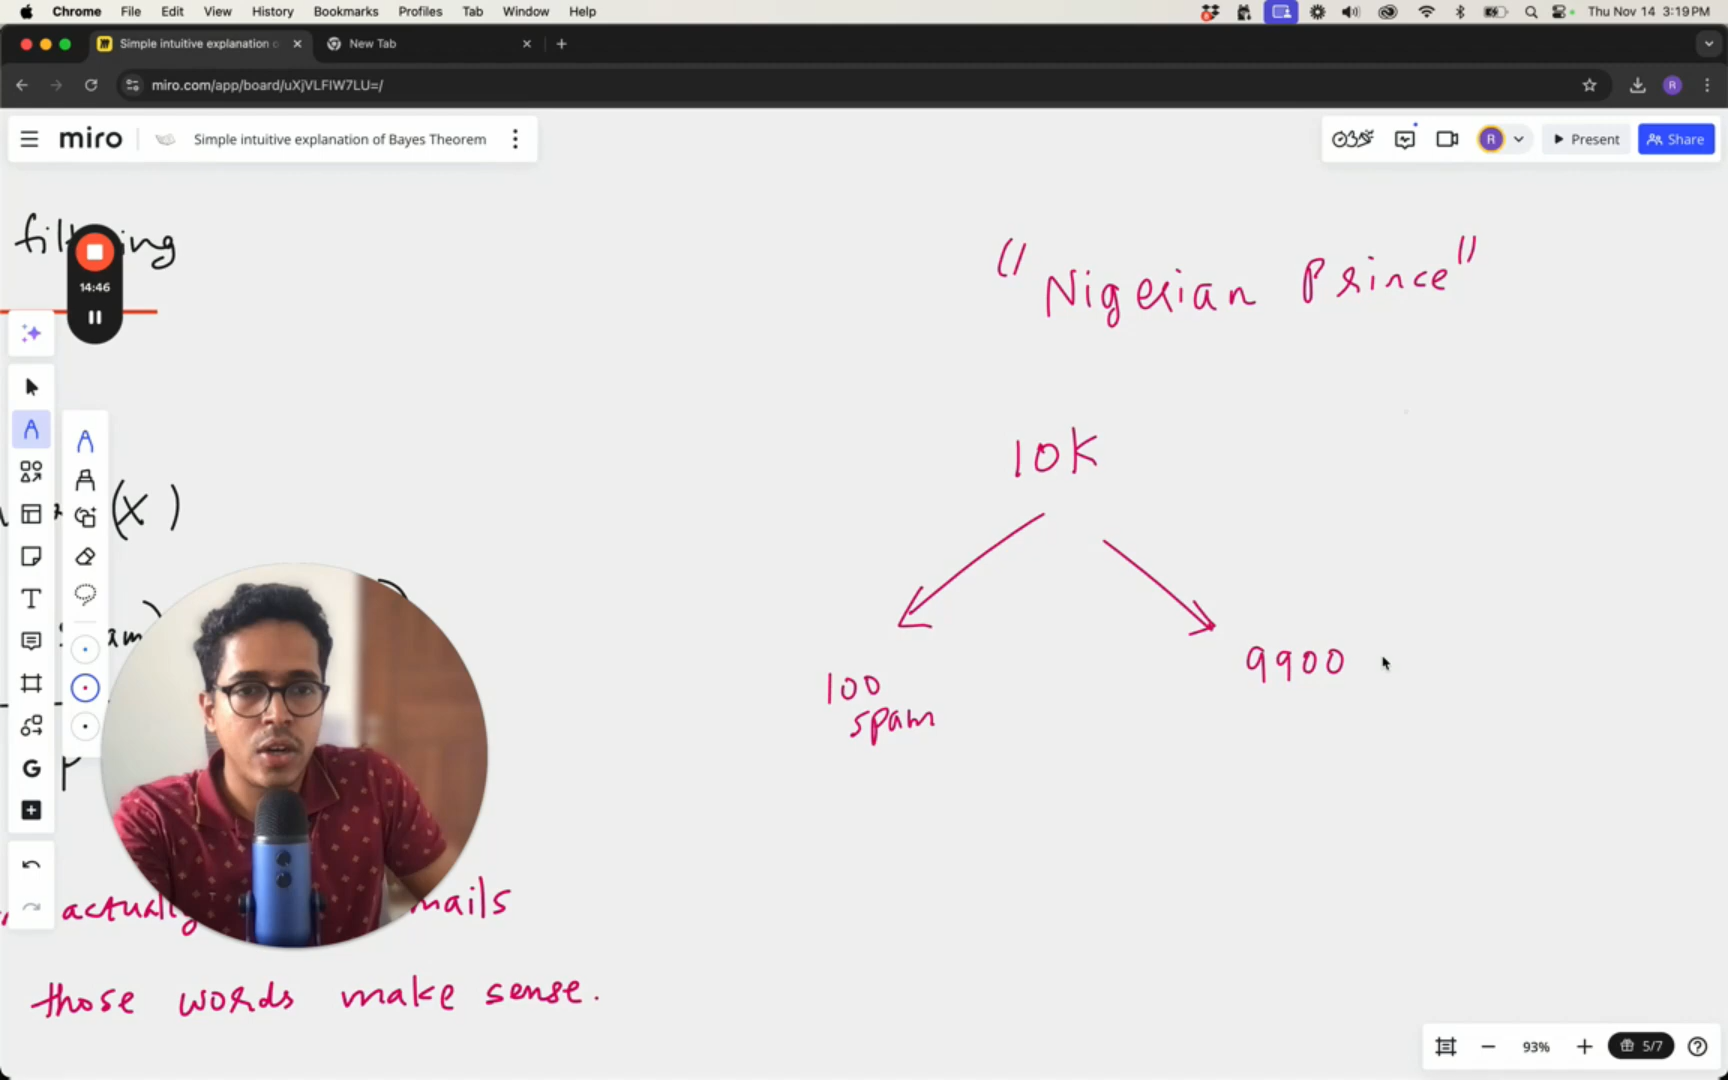 Chrome File Edit View History Bookmarks Profiles Tab Window Help Thu Nov 14 3:19 PM
Simple intuitive explanation o New Tab
miro.com/app/board/uXjVLFIW7LU=/ R
miro Simple intuitive explanation of Bayes Theorem R Present Share
"Nigerian Prince"
14:46
10K
(X)
9900
100
spam
G
actually mails
those words make sense.
93% 5/7